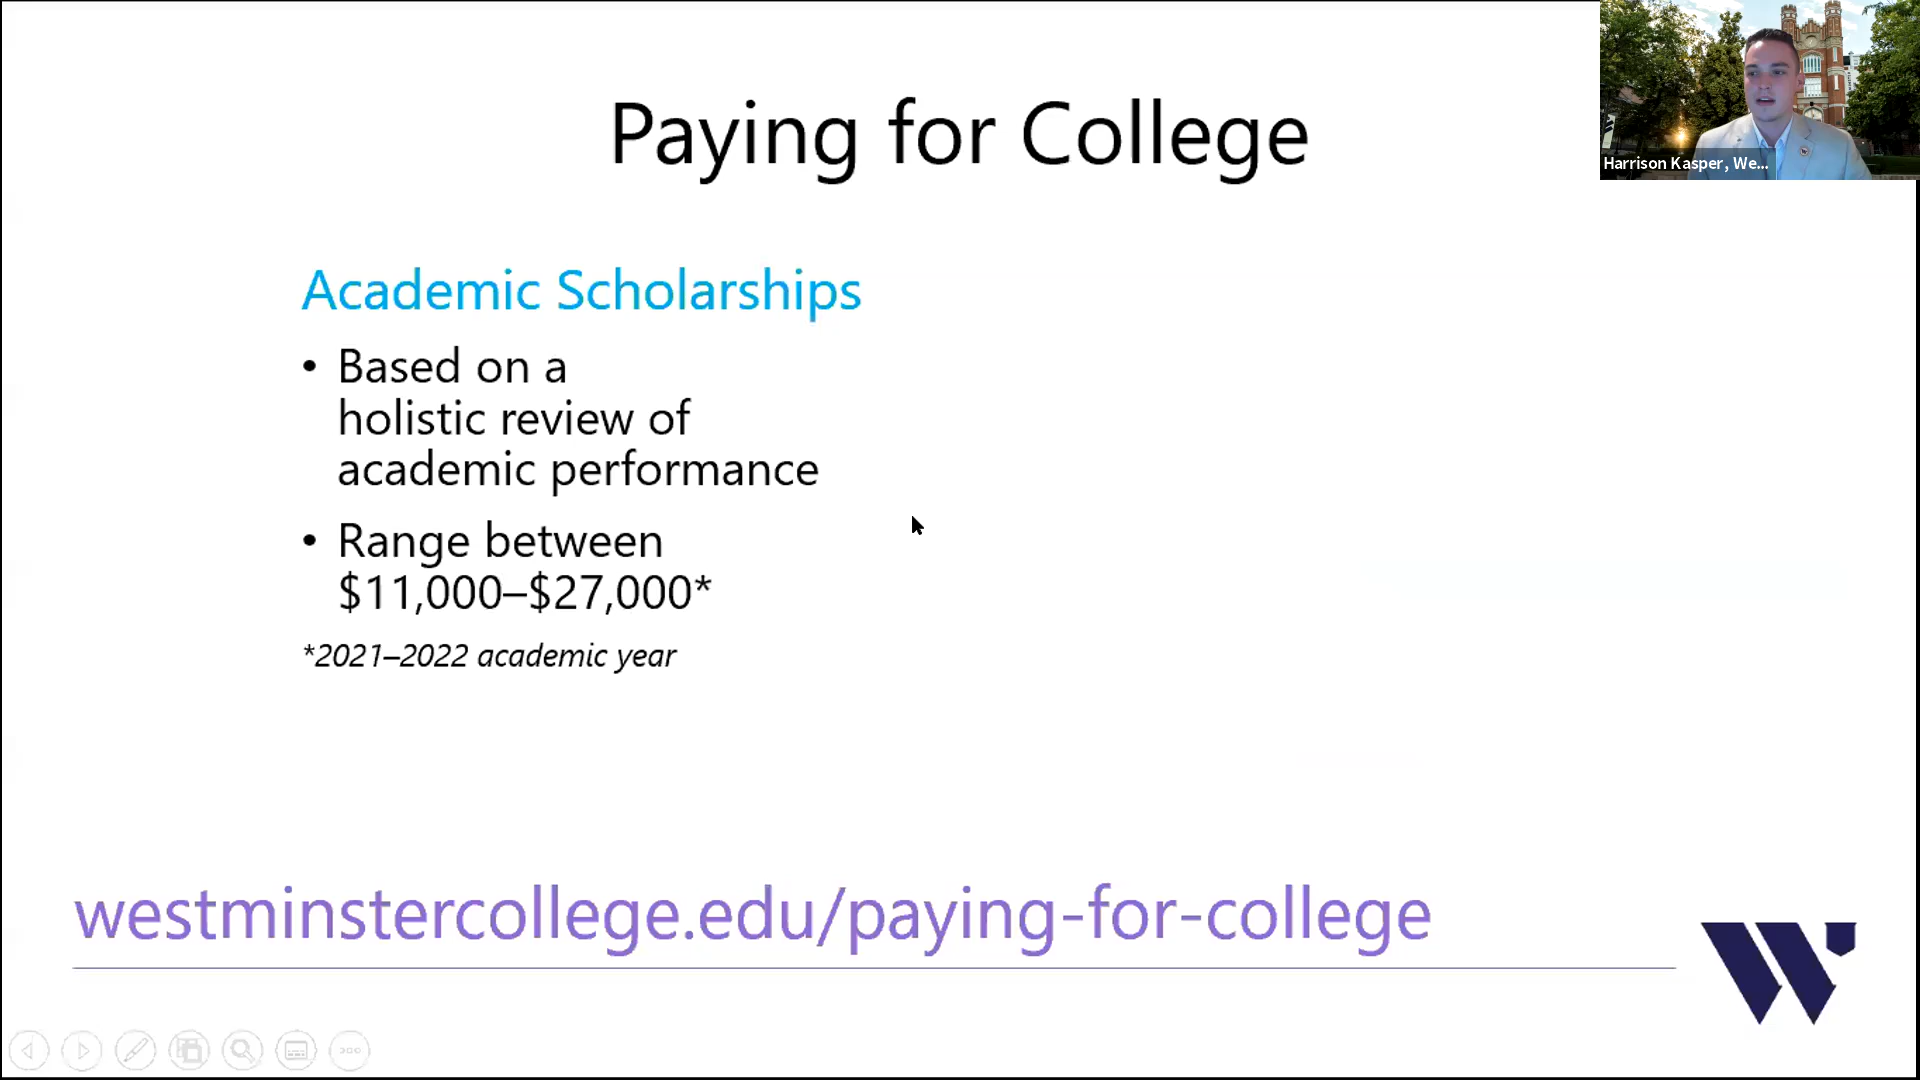 Paying for College
Harrison Kasper, We...
Academic Scholarships
• Based on a
holistic review of
academic performance
• Range between
$11,000–$27,000*
*2021–2022 academic year
westminstercollege.edu/paying-for-college